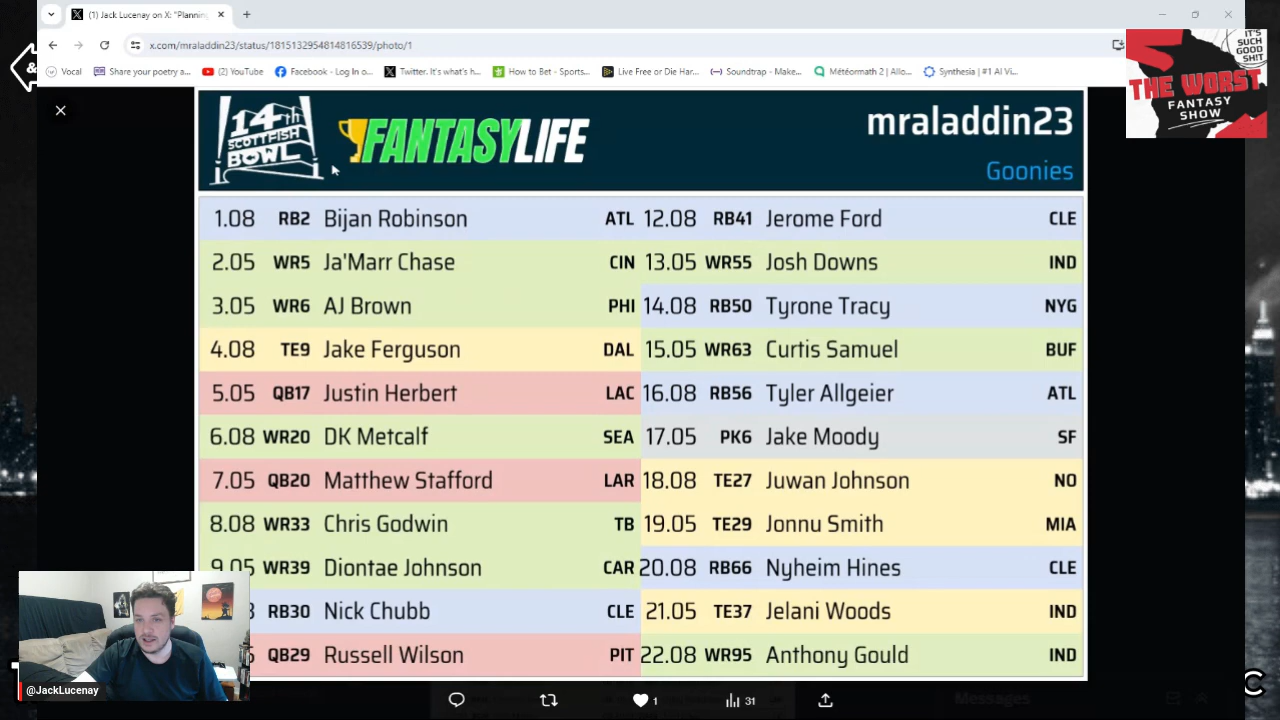 (1) Jack Lucenay on X: "Planning
x.com/mraladdin23/status/1815132954814816539/photo/1
Vocal
Share your poetry a...
(2) YouTube
Facebook - Log In o...
Twitter. It's what's h...
How to Bet - Sports...
Live Free or Die Har...
Soundtrap - Make...
Météormath 2 | Allo...
Synthesia | #1 AI Vi...
IT'S
SUCH
GOOD
SH!T
THE WORST
FANTASY
SHOW
&
14th
SCOTTFISH
BOWL
FANTASYLIFE
mraladdin23
Goonies
1.08 RB2 Bijan Robinson ATL
2.05 WR5 Ja'Marr Chase CIN
3.05 WR6 AJ Brown PHI
4.08 TE9 Jake Ferguson DAL
5.05 QB17 Justin Herbert LAC
6.08 WR20 DK Metcalf SEA
7.05 QB20 Matthew Stafford LAR
8.08 WR33 Chris Godwin TB
9.05 WR39 Diontae Johnson CAR
RB30 Nick Chubb CLE
QB29 Russell Wilson PIT
12.08 RB41 Jerome Ford CLE
13.05 WR55 Josh Downs IND
14.08 RB50 Tyrone Tracy NYG
15.05 WR63 Curtis Samuel BUF
16.08 RB56 Tyler Allgeier ATL
17.05 PK6 Jake Moody SF
18.08 TE27 Juwan Johnson NO
19.05 TE29 Jonnu Smith MIA
20.08 RB66 Nyheim Hines CLE
21.05 TE37 Jelani Woods IND
22.08 WR95 Anthony Gould IND
@JackLucenay
1
31
Messages